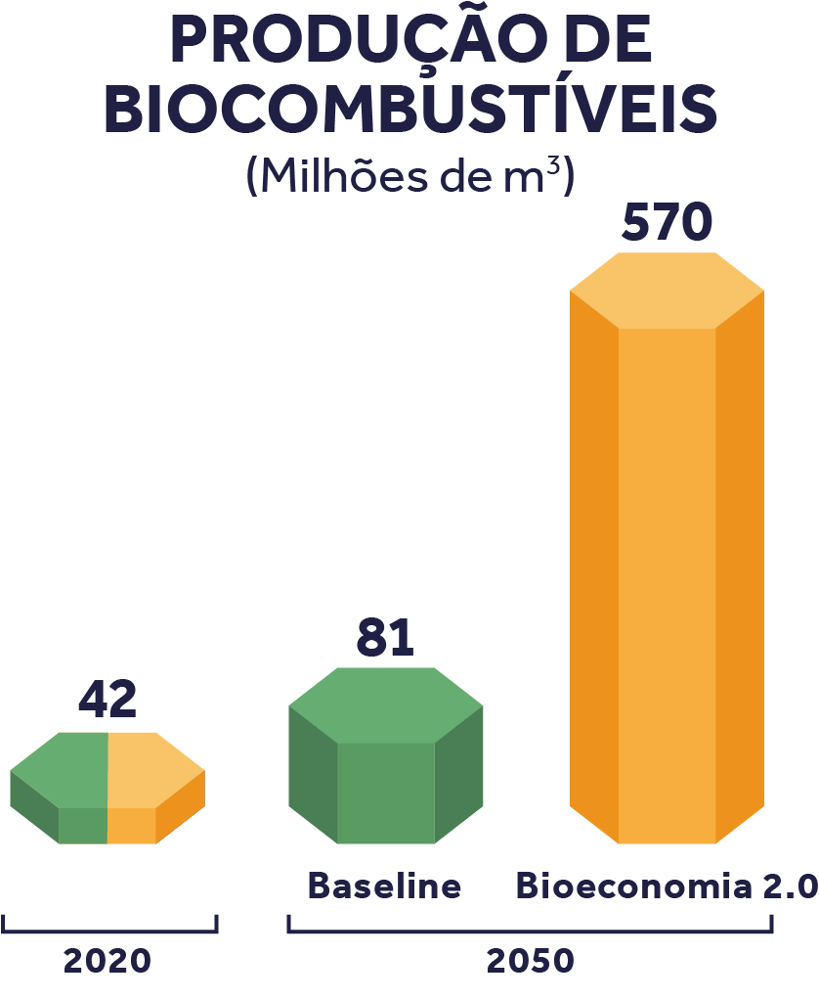 PRODUÇÃO DE
BIOCOMBUSTÍVEIS
(Milhões de m³)
570
81
42
Baseline
Bioeconomia 2.0
2020
2050